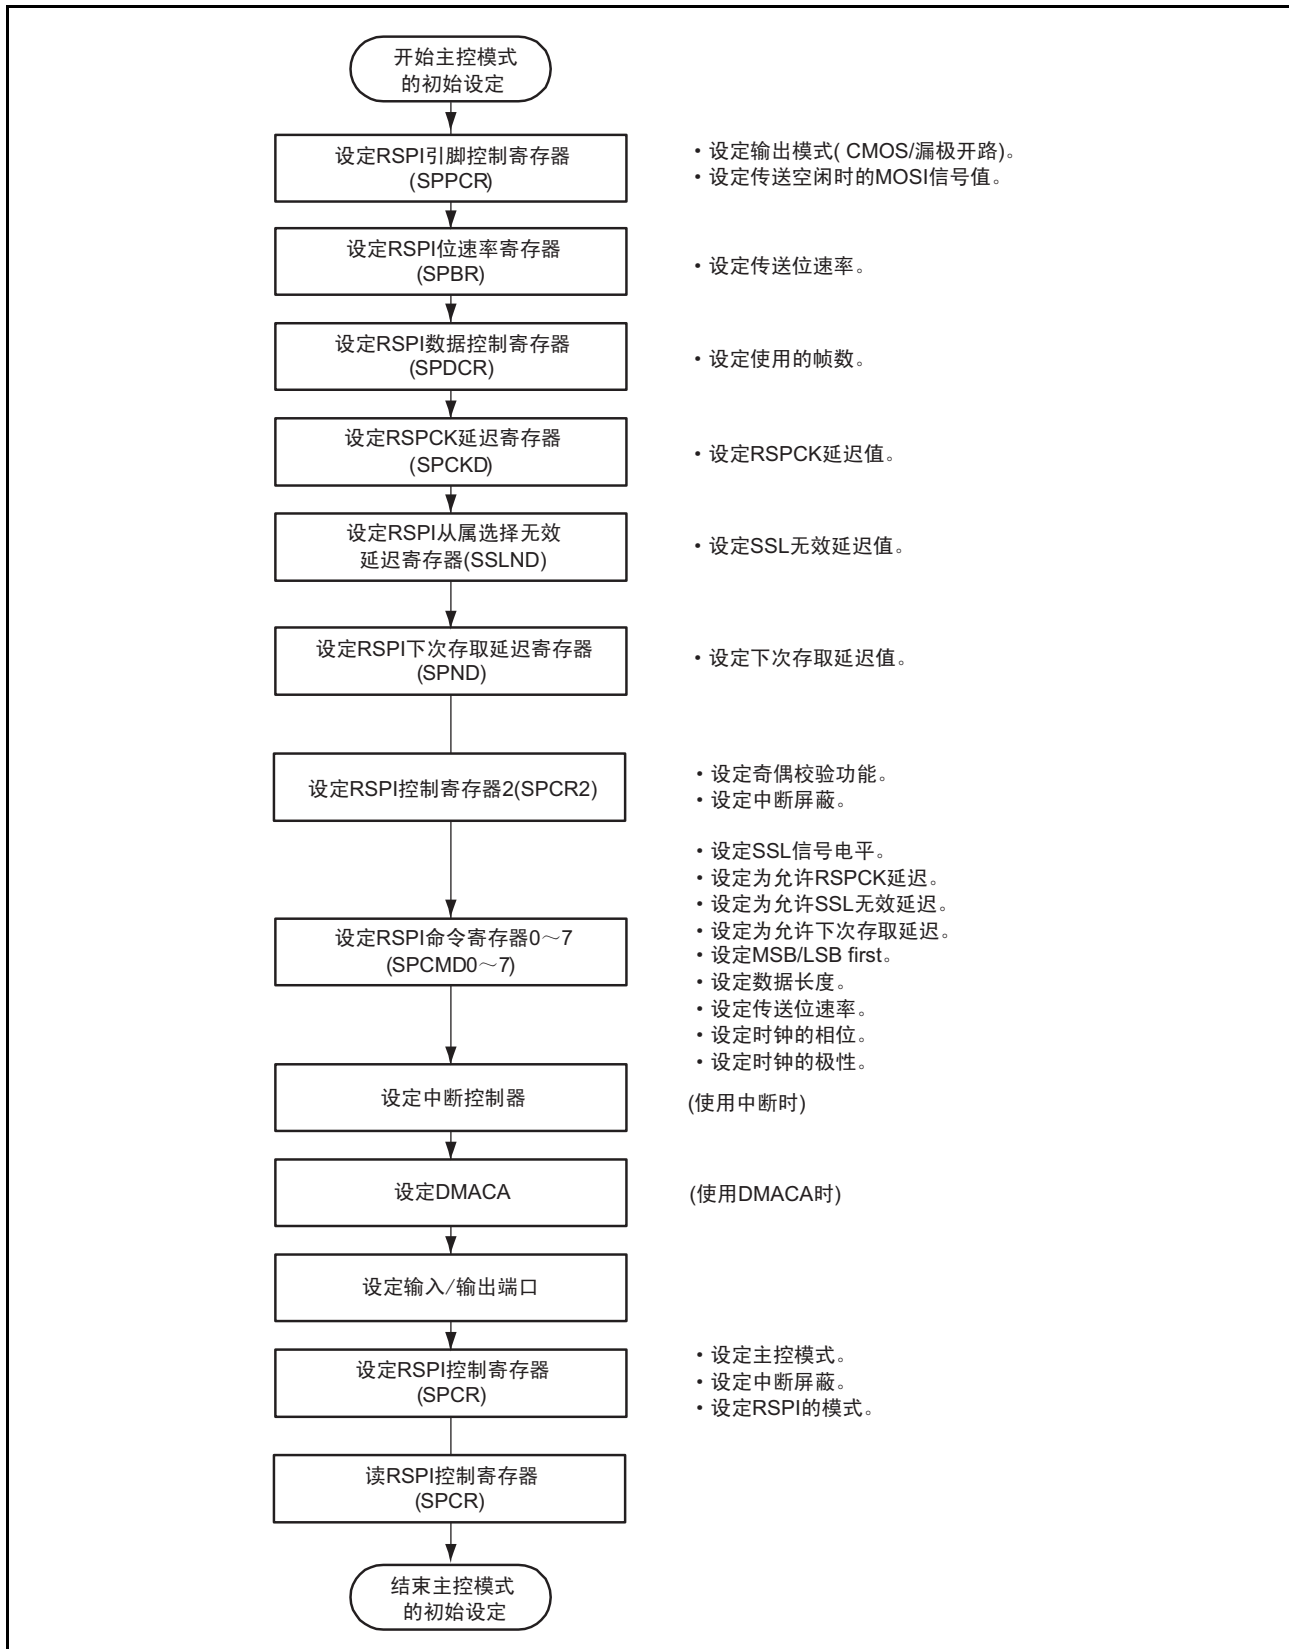 开始主控模式
的初始设定
设定RSPI引脚控制寄存器
(SPPCR)
・设定输出模式( CMOS/漏极开路)。
・设定传送空闲时的MOSI信号值。
设定RSPI位速率寄存器
(SPBR)
・设定传送位速率。
设定RSPI数据控制寄存器
(SPDCR)
・设定使用的帧数。
设定RSPCK延迟寄存器
(SPCKD)
・设定RSPCK延迟值。
设定RSPI从属选择无效
延迟寄存器(SSLND)
・设定SSL无效延迟值。
设定RSPI下次存取延迟寄存器
(SPND)
・设定下次存取延迟值。
设定RSPI控制寄存器2(SPCR2)
・设定奇偶校验功能。
・设定中断屏蔽。
设定RSPI命令寄存器0～7
(SPCMD0～7)
・设定SSL信号电平。
・设定为允许RSPCK延迟。
・设定为允许SSL无效延迟。
・设定为允许下次存取延迟。
・设定MSB/LSB first。
・设定数据长度。
・设定传送位速率。
・设定时钟的相位。
・设定时钟的极性。
设定中断控制器
(使用中断时)
设定DMACA
(使用DMACA时)
设定输入/输出端口
设定RSPI控制寄存器
(SPCR)
・设定主控模式。
・设定中断屏蔽。
・设定RSPI的模式。
读RSPI控制寄存器
(SPCR)
结束主控模式
的初始设定